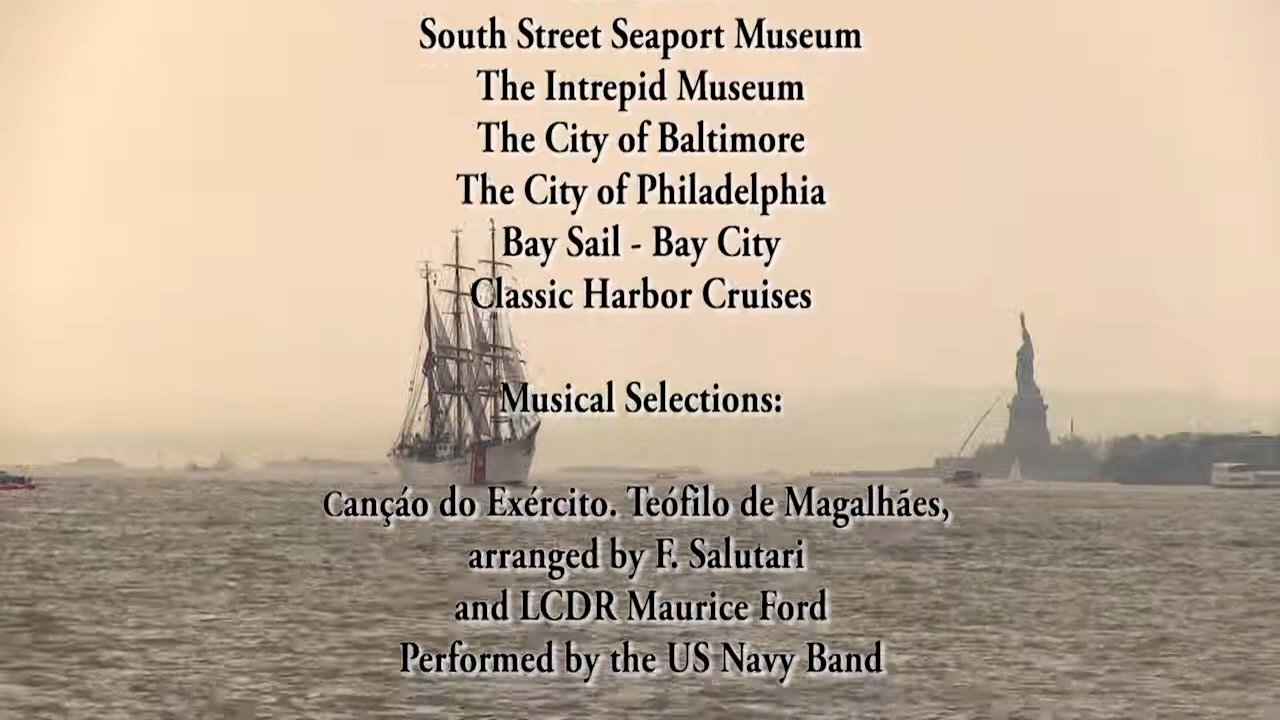 South Street Seaport Museum
The Intrepid Museum
The City of Baltimore
The City of Philadelphia
Bay Sail - Bay City
Classic Harbor Cruises
Musical Selections:
Cançáo do Exército. Teófilo de Magalhães,
arranged by F. Salutari
and LCDR Maurice Ford
Performed by the US Navy Band